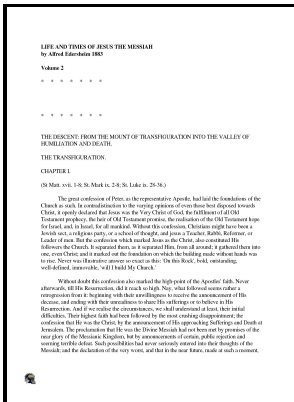 LIFE AND TIMES OF JESUS THE MESSIAH
by Alfred Edersheim 1883
Volume 2
* * * * * * *
* * * * * * *
THE DESCENT: FROM THE MOUNT OF TRANSFIGURATION INTO THE VALLEY OF
HUMILIATION AND DEATH.
THE TRANSFIGURATION.
CHAPTER I.
(St Matt. xvii. 1-8; St. Mark ix. 2-8; St. Luke ix. 28-36.)
The great confession of Peter, as the representative Apostle, had laid the foundations of the
Church as such. In contradistinction to the varying opinions of even those best disposed towards
Christ, it openly declared that Jesus was the Very Christ of God, the fulfilment of all Old
Testament prophecy, the heir of Old Testament promise, the realisation of the Old Testament hope
for Israel, and, in Israel, for all mankind. Without this confession, Christians might have been a
Jewish sect, a religious party, or a school of thought, and Jesus a Teacher, Rabbi, Reformer, or
Leader of men. But the confession which marked Jesus as the Christ, also constituted His
followers the Church. It separated them, as it separated Him, from all around; it gathered them into
one, even Christ; and it marked out the foundation on which the building made without hands was
to rise. Never was illustrative answer so exact as this: 'On this Rock', bold, outstanding,
well-defined, immovable, 'will I build My Church.'
Without doubt this confession also marked the high-point of the Apostles' faith. Never
afterwards, till His Resurrection, did it reach so high. Nay, what followed seems rather a
retrogression from it: beginning with their unwillingness to receive the announcement of His
decease, and ending with their unreadiness to share His sufferings or to believe in His
Resurrection. And if we realise the circumstances, we shall understand at least, their initial
difficulties. Their highest faith had been followed by the most crushing disappointment; the
confession that He was the Christ, by the announcement of His approaching Sufferings and Death at
Jerusalem. The proclamation that He was the Divine Messiah had not been met by promises of the
near glory of the Messianic Kingdom, but by announcements of certain, public rejection and
seeming terrible defeat. Such possibilities had never seriously entered into their thoughts of the
Messiah; and the declaration of the very worst, and that in the near future, made at such a moment,